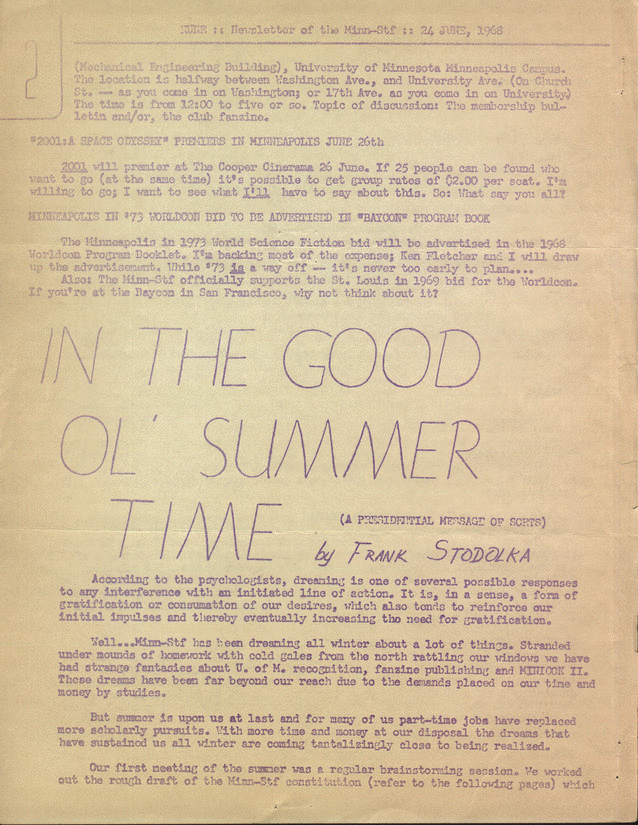 RUNE :: Newsletter of the Minn-Stf :: 24 JUNE, 1968
2
(Mechanical Engineering Building), University of Minnesota Minneapolis Campus.
The location is halfway between Washington Ave., and University Ave. (On Church
St. -- as you come in on Washington; or 17th Ave. as you come in on University)
The time is from 12:00 to five or so. Topic of discussion: The membership bul-
letin and/or, the club fanzine.
"2001:A SPACE ODYSSEY" PREMIERS IN MINNEAPOLIS JUNE 26th
2001 will premier at The Cooper Cinerama 26 June. If 25 people can be found who
want to go (at the same time) it's possible to get group rates of $2.00 per seat. I'm
willing to go; I want to see what I'll have to say about this. So: What say you all?
MINNEAPOLIS IN '73 WORLDCON BID TO BE ADVERTISED IN "BAYCON" PROGRAM BOOK
The Minneapolis in 1973 World Science Fiction bid will be advertised in the 1968
Worldcon Program Booklet. I'm backing most of the expense; Ken Fletcher and I will draw
up the advertisement. While '73 is a way off -- it's never too early to plan....
Also: The Minn-Stf officially supports the St. Louis in 1969 bid for the Worldcon.
If you're at the Baycon in San Francisco, why not think about it?
IN THE GOOD
OL' SUMMER
TIME
(A PRESIDENTIAL MESSAGE OF SORTS)
by FRANK STODOLKA
According to the psychologists, dreaming is one of several possible responses
to any interference with an initiated line of action. It is, in a sense, a form of
gratification or consumation of our desires, which also tends to reinforce our
initial impulses and thereby eventually increasing the need for gratification.
Well...Minn-Stf has been dreaming all winter about a lot of things. Stranded
under mounds of homework with cold gales from the north rattling our windows we have
had strange fantasies about U. of M. recognition, fanzine publishing and MINICON II.
These dreams have been far beyond our reach due to the demands placed on our time and
money by studies.
But summer is upon us at last and for many of us part-time jobs have replaced
more scholarly pursuits. With more time and money at our disposal the dreams that
have sustained us all winter are coming tantalizingly close to being realized.
Our first meeting of the summer was a regular brainstorming session. We worked
out the rough draft of the Minn-Stf constitution (refer to the following pages) which